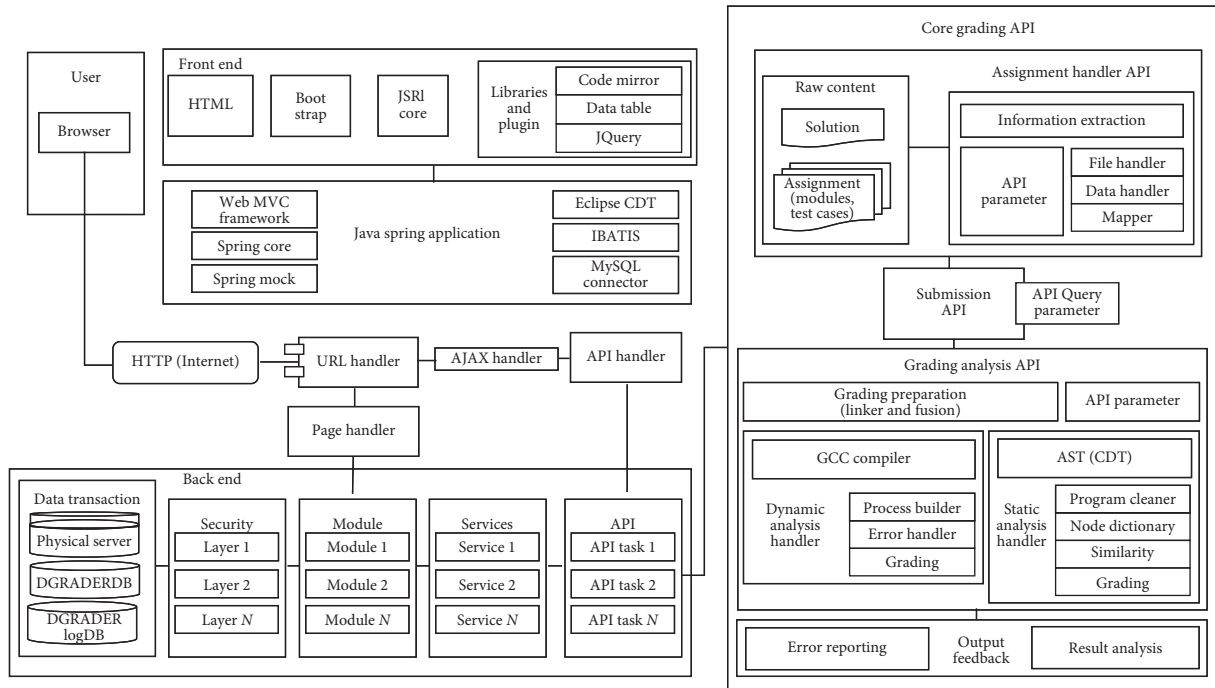 User
Browser
Front end
HTML
Boot
strap
JSRl
core
Libraries
and
plugin
Code mirror
Data table
JQuery
Web MVC
framework
Spring core
Spring mock
Java spring application
Eclipse CDT
IBATIS
MySQL
connector
HTTP (Internet)
URL handler
AJAX handler
API handler
Page handler
Back end
Data transaction
Physical server
DGRADERDB
DGRADER
logDB
Security
Layer 1
Layer 2
Layer N
Module
Module 1
Module 2
Module N
Services
Service 1
Service 2
Service N
API
API task 1
API task 2
API task N
Core grading API
Assignment handler API
Raw content
Solution
Assignment
(modules,
test cases)
Information extraction
API
parameter
File handler
Data handler
Mapper
Submission
API
API Query
parameter
Grading analysis API
Grading preparation
(linker and fusion)
API parameter
GCC compiler
Dynamic
analysis
handler
Process builder
Error handler
Grading
AST (CDT)
Static
analysis
handler
Program cleaner
Node dictionary
Similarity
Grading
Error reporting
Output
feedback
Result analysis